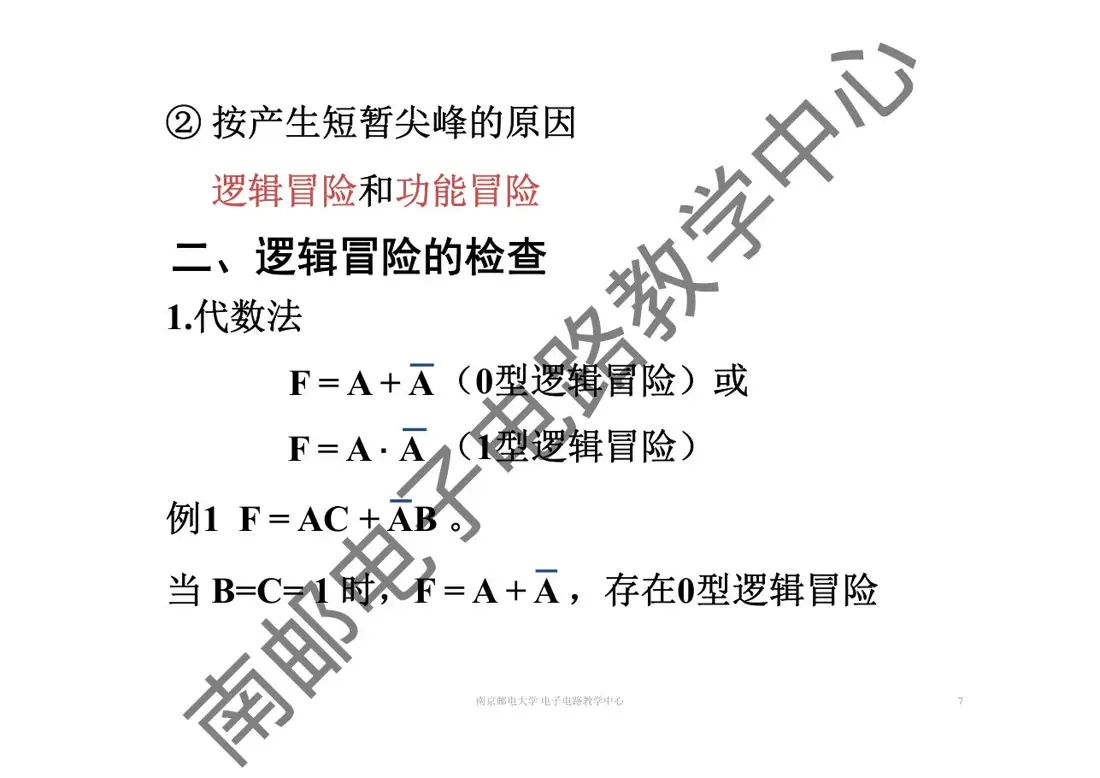 ② 按产生短暂尖峰的原因
逻辑冒险和功能冒险
二、逻辑冒险的检查
1.代数法
F = A + A̅（0型逻辑冒险）或
F = A · A̅ （1型逻辑冒险）
例1 F = AC + A̅B 。
当 B=C= 1 时，F = A + A̅ ，存在0型逻辑冒险
南邮电子电路教学中心
南京邮电大学 电子电路教学中心
7